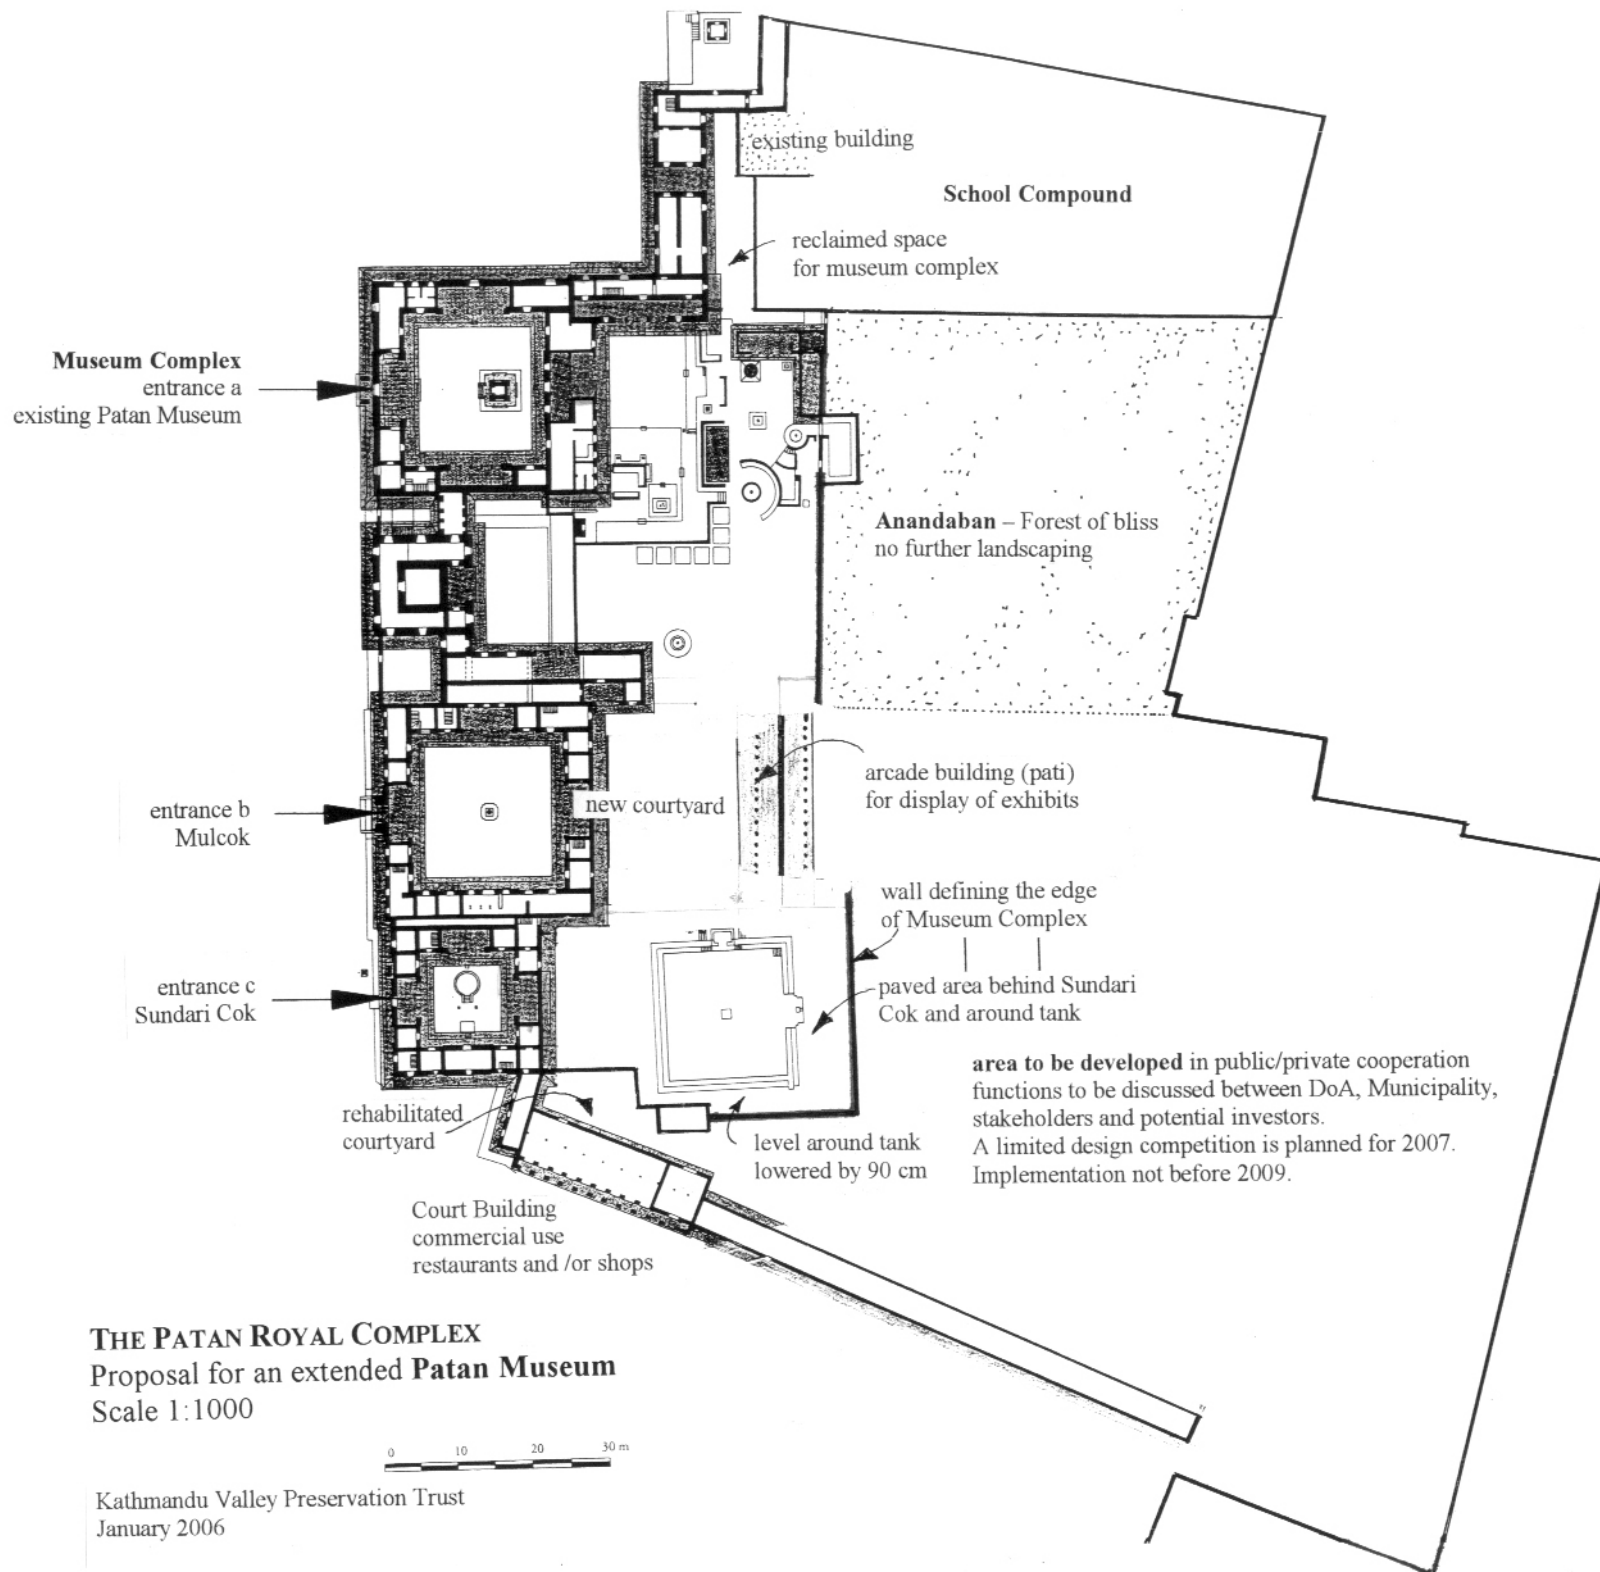 existing building
School Compound
reclaimed space
for museum complex
Museum Complex
entrance a
existing Patan Museum
Anandaban – Forest of bliss
no further landscaping
arcade building (pati)
for display of exhibits
new courtyard
entrance b
Mulcok
wall defining the edge
of Museum Complex
entrance c
Sundari Cok
paved area behind Sundari
Cok and around tank
area to be developed in public/private cooperation
functions to be discussed between DoA, Municipality,
stakeholders and potential investors.
A limited design competition is planned for 2007.
Implementation not before 2009.
rehabilitated
courtyard
level around tank
lowered by 90 cm
Court Building
commercial use
restaurants and /or shops
THE PATAN ROYAL COMPLEX
Proposal for an extended Patan Museum
Scale 1:1000
0 10 20 30 m
Kathmandu Valley Preservation Trust
January 2006